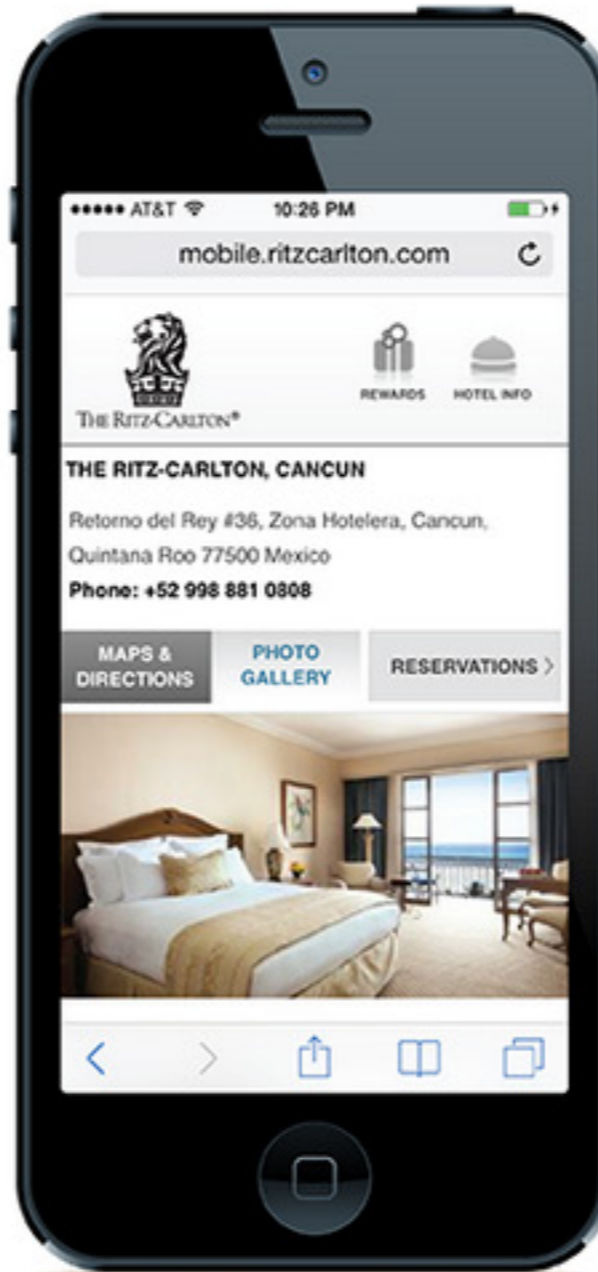 AT&T 10:26 PM
mobile.ritzcarlton.com
REWARDS HOTEL INFO
THE RITZ-CARLTON®
THE RITZ-CARLTON, CANCUN
Retorno del Rey #36, Zona Hotelera, Cancun,
Quintana Roo 77500 Mexico
Phone: +52 998 881 0808
MAPS &
DIRECTIONS
PHOTO
GALLERY
RESERVATIONS >